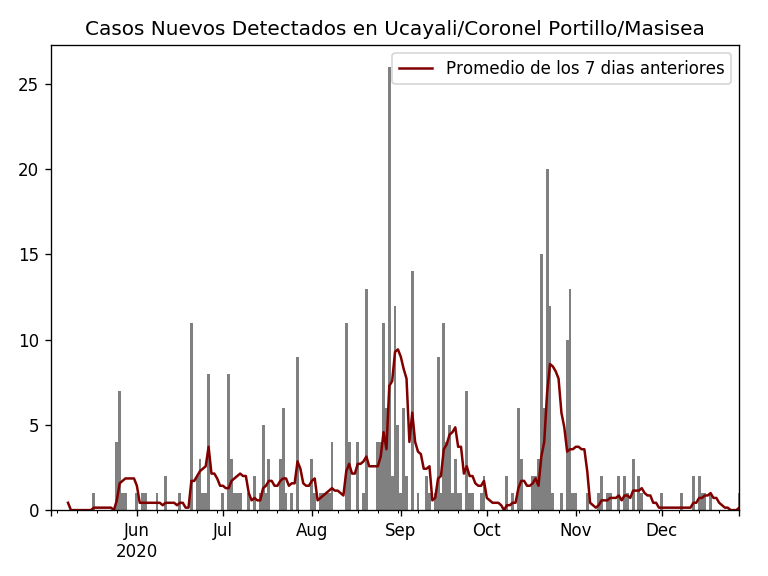 Casos Nuevos Detectados en Ucayali/Coronel Portillo/Masisea
Promedio de los 7 dias anteriores
25
20
15
10
5
0
Jun Jul Aug Sep Oct Nov Dec
2020